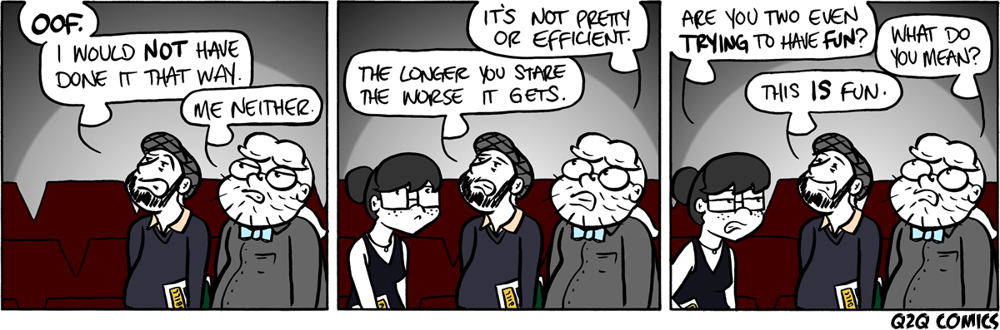 OOF.
I WOULD NOT HAVE
DONE IT THAT WAY.
ME NEITHER.
IT'S NOT PRETTY
OR EFFICIENT.
THE LONGER YOU STARE
THE WORSE IT GETS.
ARE YOU TWO EVEN
TRYING TO HAVE FUN?
WHAT DO
YOU MEAN?
THIS IS FUN.
Q2Q COMICS